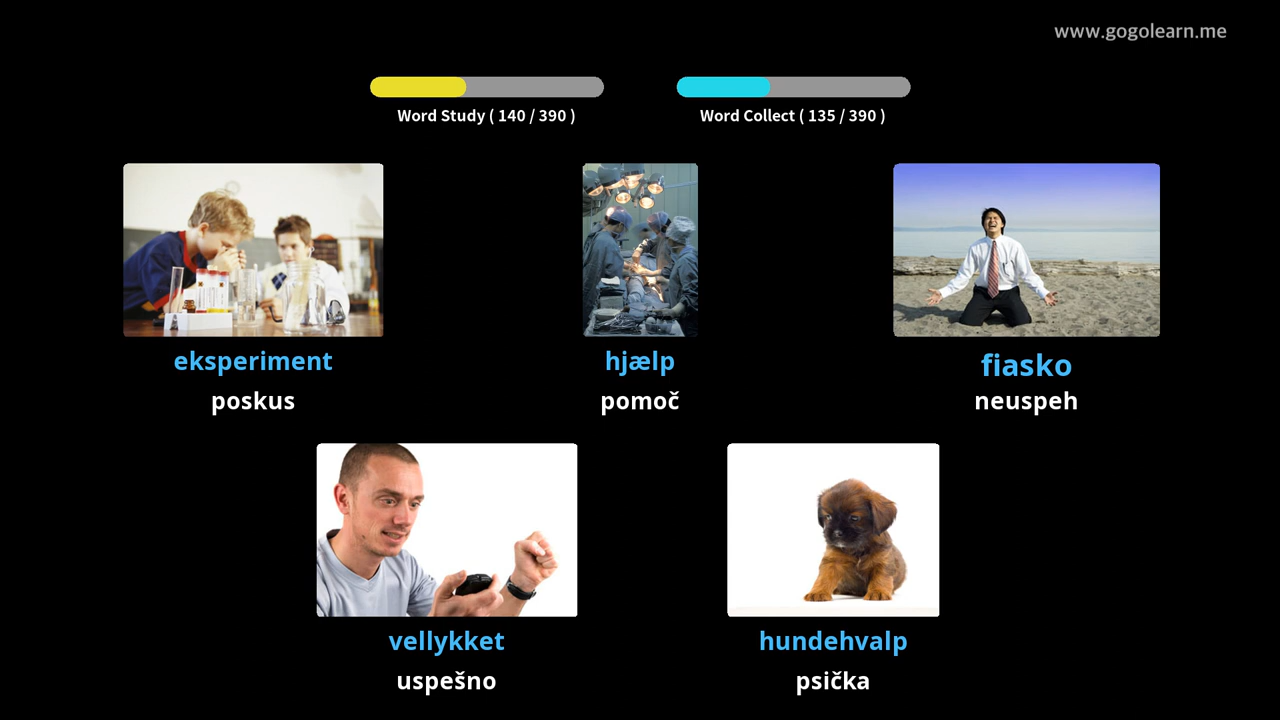 www.gogolearn.me
Word Study ( 140 / 390 )
Word Collect ( 135 / 390 )
eksperiment
poskus
hjælp
pomoč
fiasko
neuspeh
vellykket
uspešno
hundehvalp
psička